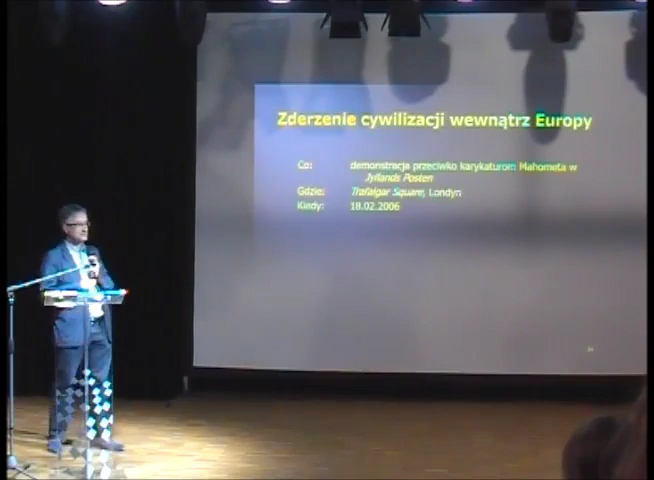 Zderzenie cywilizacji wewnątrz Europy
Co: demonstracja przeciwko karykaturom Mahometa w
Jyllands Posten
Gdzie: Trafalgar Square, Londyn
Kiedy: 18.02.2006